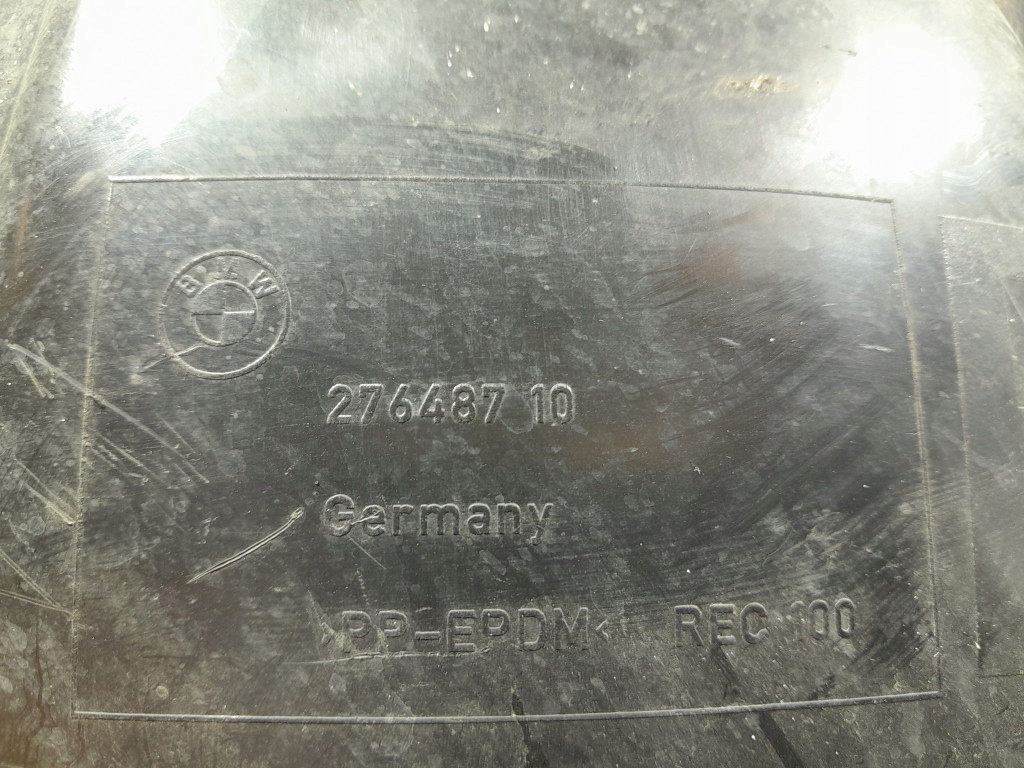 BMW
276487 10
Germany
>PP-EPDM< REC 100